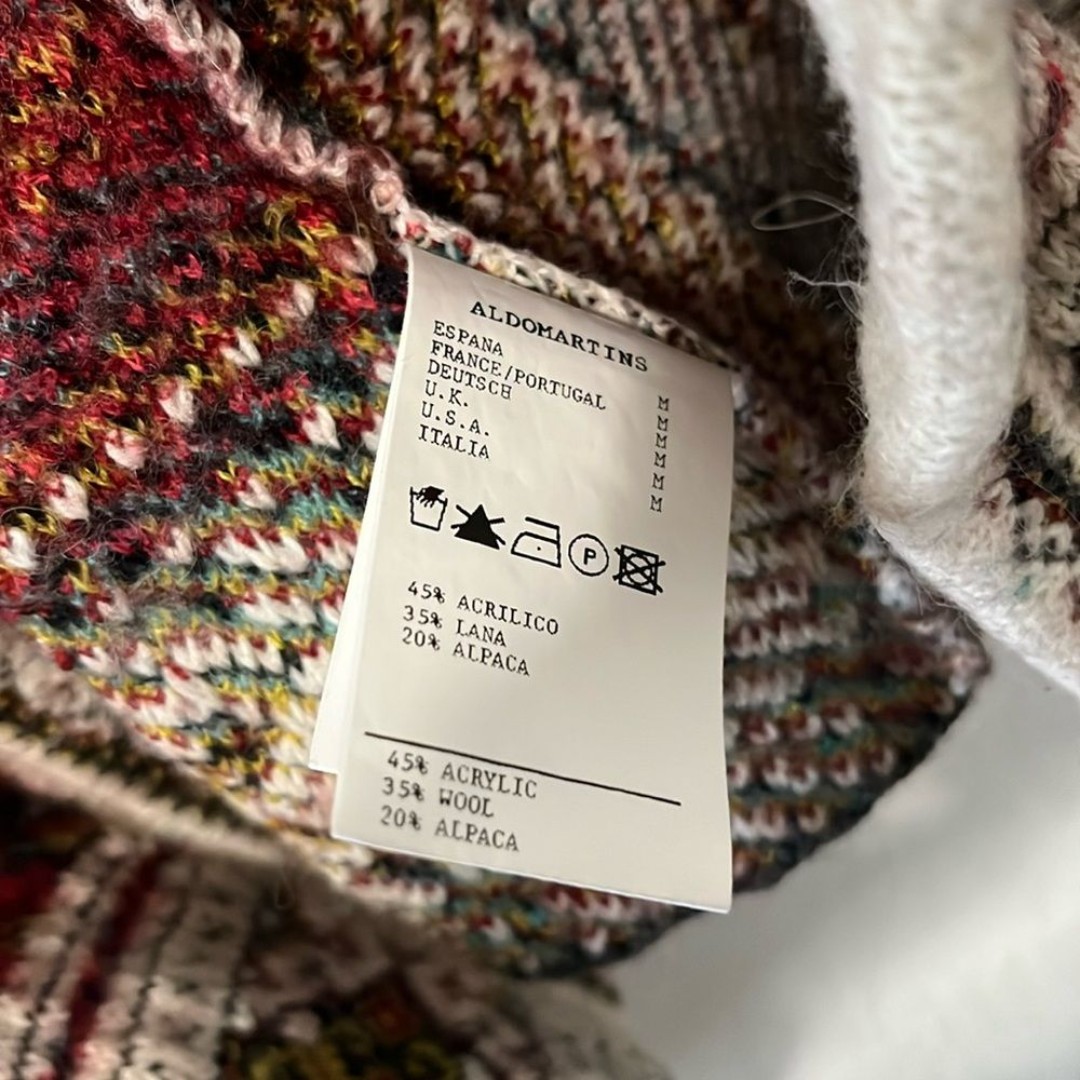 ALDOMARTINS
ESPANA M
FRANCE/PORTUGAL M
DEUTSCH M
U.K. M
U.S.A. M
ITALIA M
P
45% ACRILICO
35% LANA
20% ALPACA
45% ACRYLIC
35% WOOL
20% ALPACA